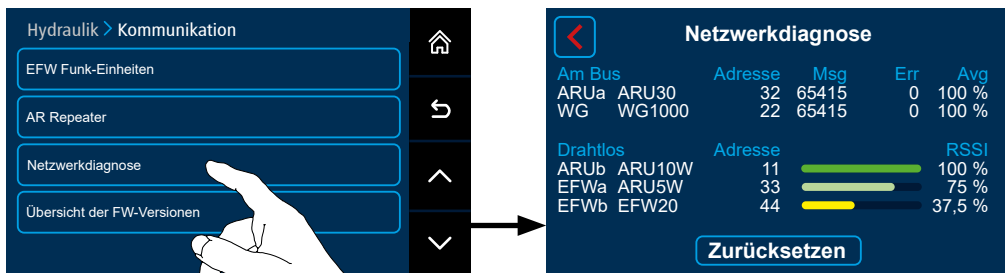 Hydraulik > Kommunikation
EFW Funk-Einheiten
AR Repeater
Netzwerkdiagnose
Übersicht der FW-Versionen
Netzwerkdiagnose
Am Bus Adresse Msg Err Avg
ARUa ARU30 32 65415 0 100 %
WG WG1000 22 65415 0 100 %
Drahtlos Adresse RSSI
ARUb ARU10W 11 100 %
EFWa ARU5W 33 75 %
EFWb EFW20 44 37,5 %
Zurücksetzen